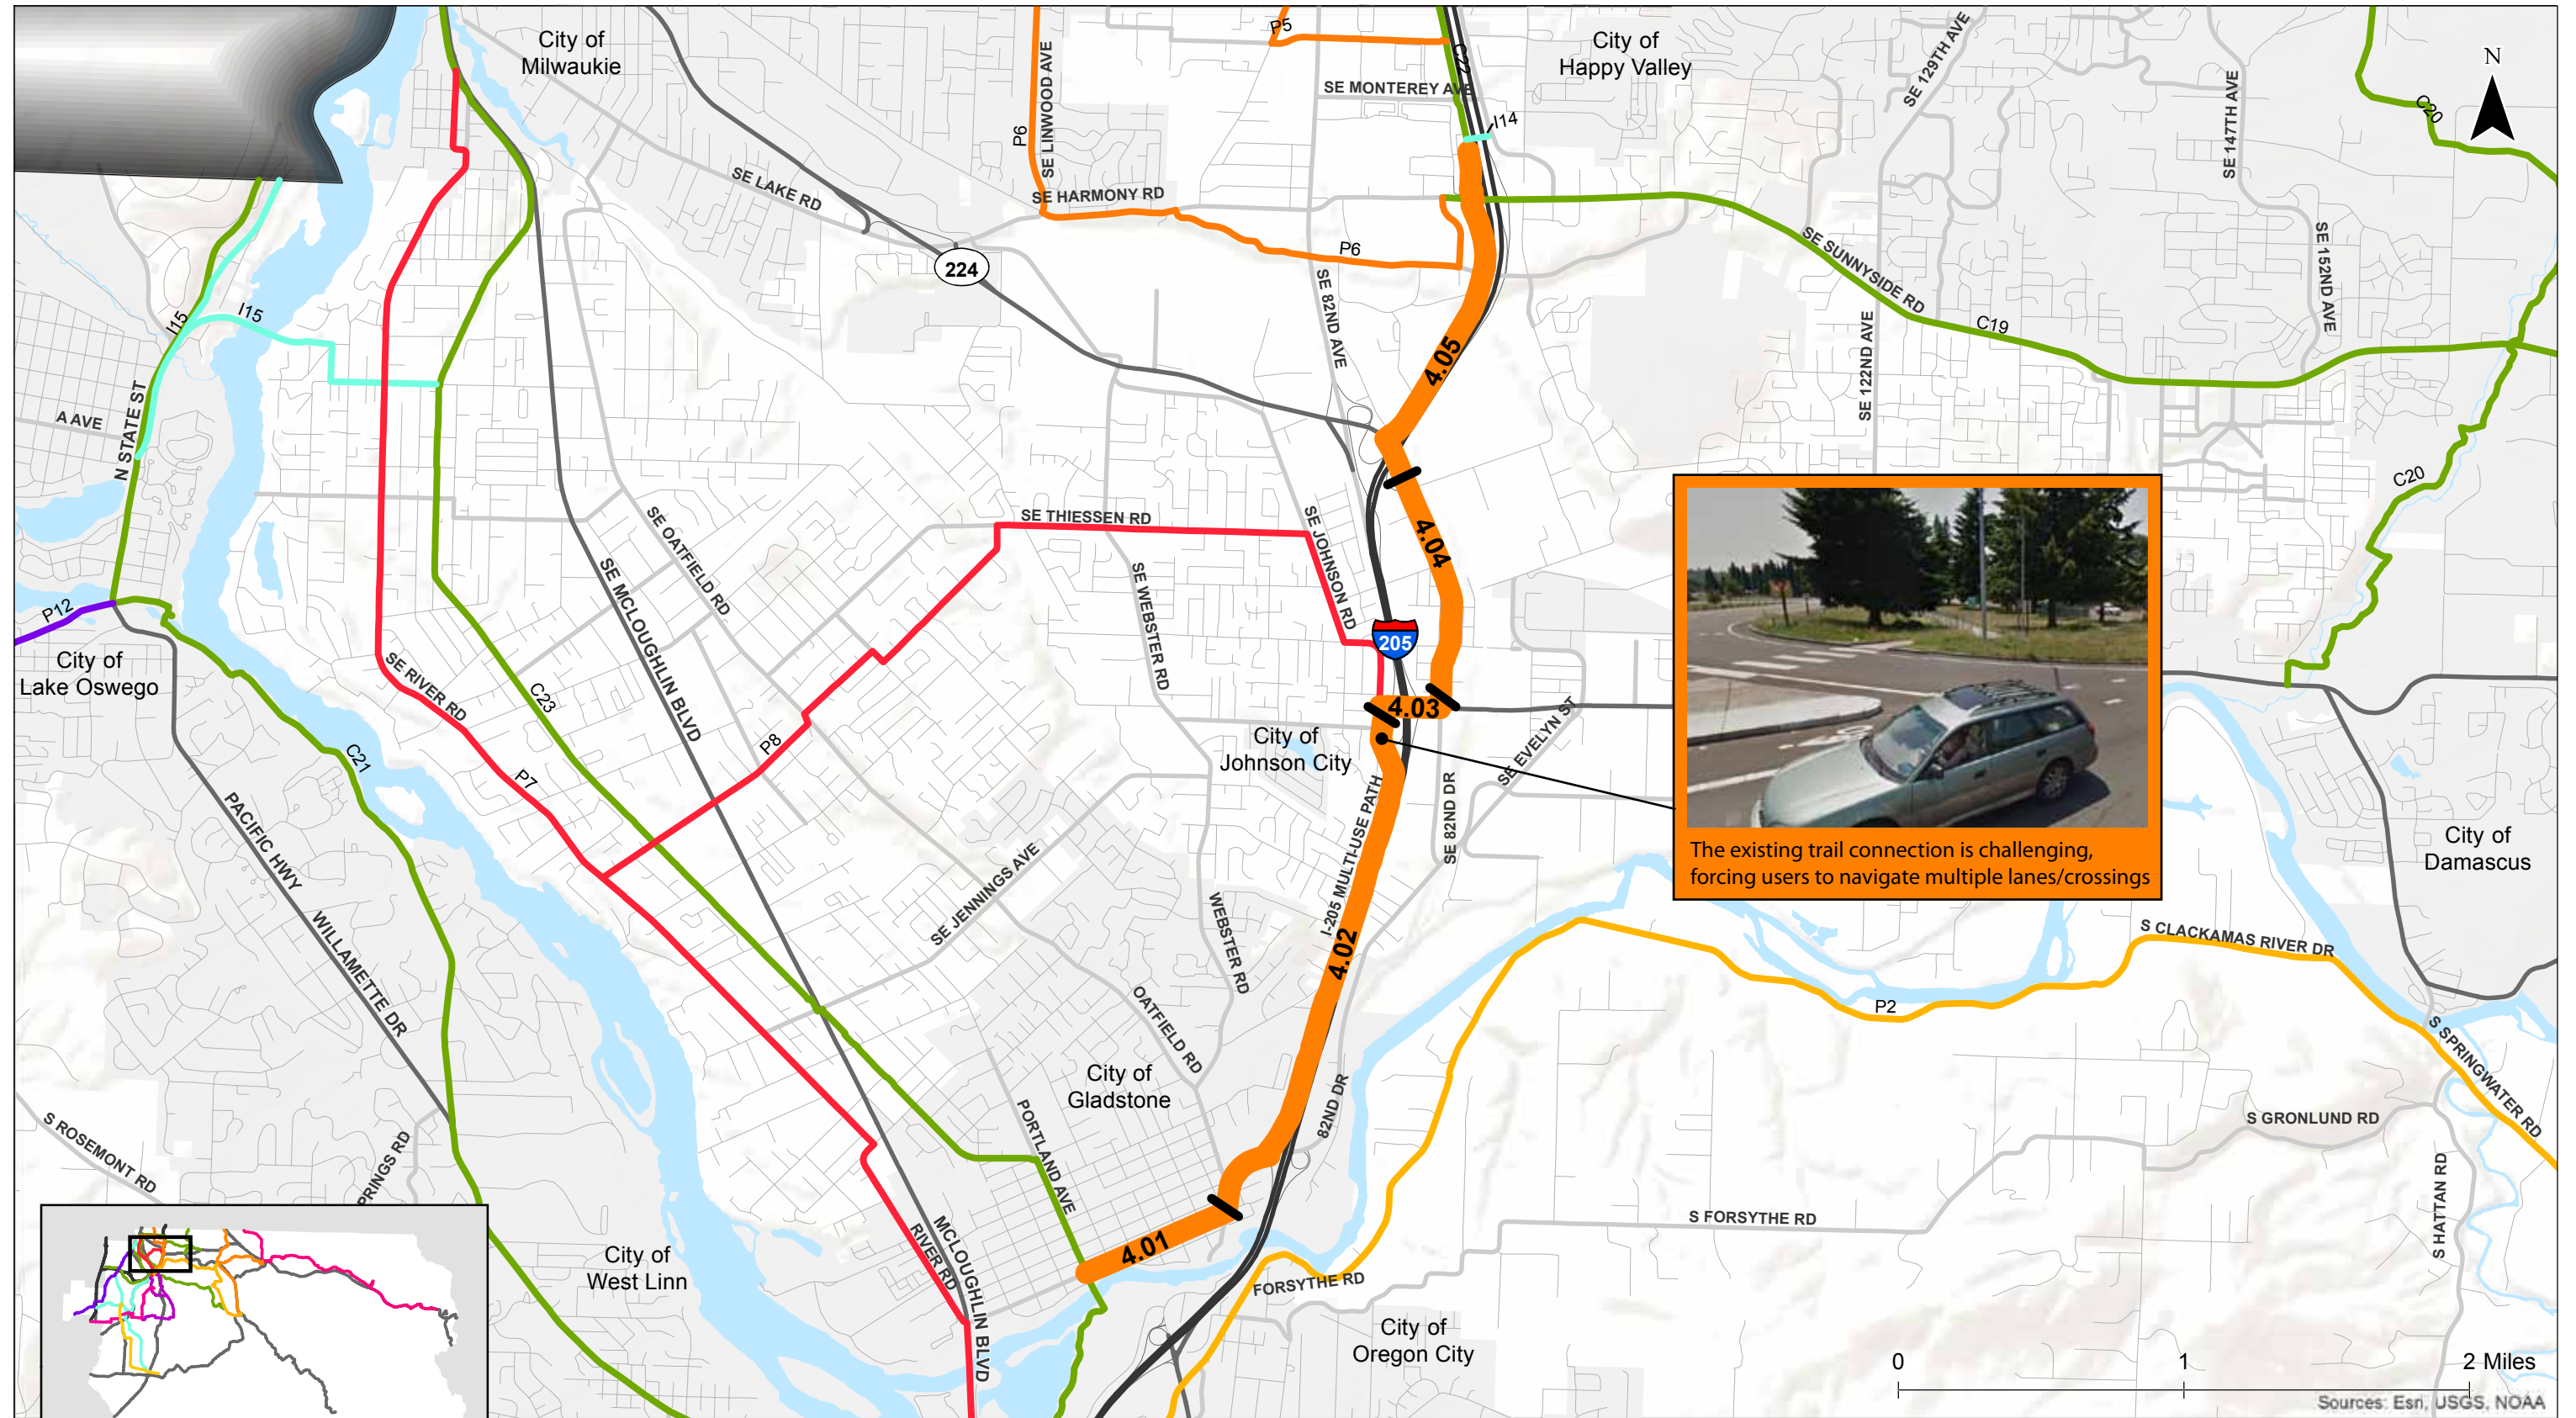 City of
Milwaukie
P5
C22
City of
Happy Valley
SE 129TH AVE
SE 147TH AVE
C20
N
SE MONTEREY AVE
I14
P6
SE LINWOOD AVE
SE LAKE RD
SE HARMONY RD
P6
224
SE 82ND AVE
SE SUNNYSIDE RD
SE 152ND AVE
C19
SE 122ND AVE
I15
I15
N STATE ST
A AVE
4.05
C20
SE THIESSEN RD
SE OATFIELD RD
SE JOHNSON RD
4.04
SE MCLOUGHLIN BLVD
SE WEBSTER RD
P12
City of
Lake Oswego
205
SE RIVER RD
C23
4.03
City of
Johnson City
SE EVELYN ST
P8
C21
P7
PACIFIC HWY
I-205 MULTI-USE PATH
SE 82ND DR
The existing trail connection is challenging,
forcing users to navigate multiple lanes/crossings
City of
Damascus
SE JENNINGS AVE
WEBSTER RD
WILLAMETTE DR
4.02
S CLACKAMAS RIVER DR
P2
OATFIELD RD
S SPRINGWATER RD
City of
Gladstone
82ND DR
PORTLAND AVE
S ROSEMONT RD
PRINGS RD
S GRONLUND RD
S HATTAN RD
S FORSYTHE RD
4.01
MCLOUGHLIN BLVD
RIVER RD
City of
West Linn
FORSYTHE RD
City of
Oregon City
0 1 2 Miles
Sources: Esri, USGS, NOAA